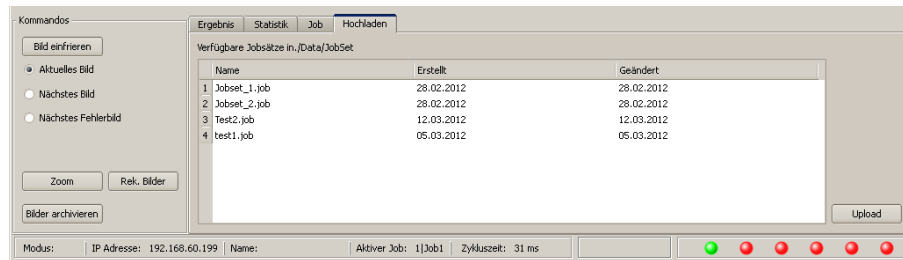 Kommandos
Bild einfrieren
Aktuelles Bild
Nächstes Bild
Nächstes Fehlerbild
Zoom Rek. Bilder
Bilder archivieren
Ergebnis Statistik Job Hochladen
Verfügbare Jobsätze in./Data/JobSet
Name Erstellt Geändert
1 Jobset_1.job 28.02.2012 28.02.2012
2 Jobset_2.job 28.02.2012 28.02.2012
3 Test2.job 12.03.2012 12.03.2012
4 test1.job 05.03.2012 05.03.2012
Upload
Modus: IP Adresse: 192.168.60.199 Name: Aktiver Job: 1|Job1 Zykluszeit: 31 ms